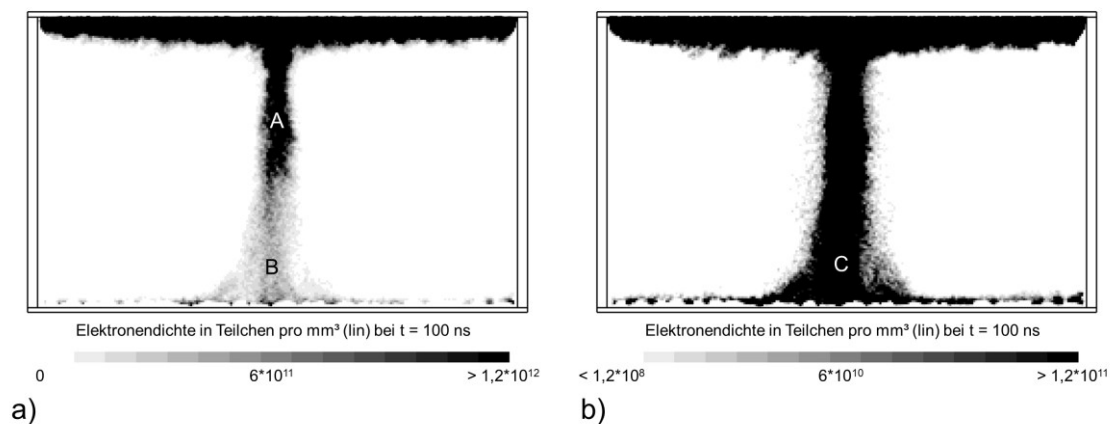 A
B
Elektronendichte in Teilchen pro mm³ (lin) bei t = 100 ns
0 6*10¹¹ > 1,2*10¹²
a)
C
Elektronendichte in Teilchen pro mm³ (lin) bei t = 100 ns
< 1,2*10⁸ 6*10¹⁰ > 1,2*10¹¹
b)